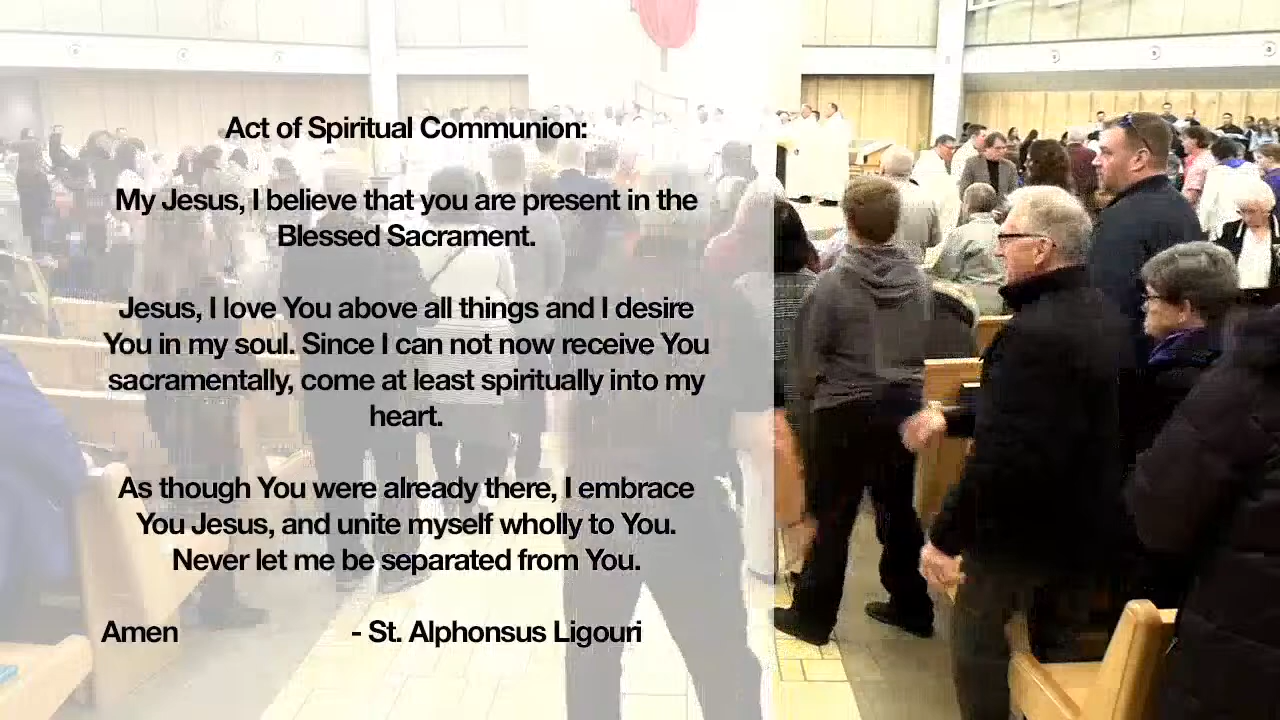 Act of Spiritual Communion:
My Jesus, I believe that you are present in the
Blessed Sacrament.
Jesus, I love You above all things and I desire
You in my soul. Since I can not now receive You
sacramentally, come at least spiritually into my
heart.
As though You were already there, I embrace
You Jesus, and unite myself wholly to You.
Never let me be separated from You.
Amen - St. Alphonsus Ligouri